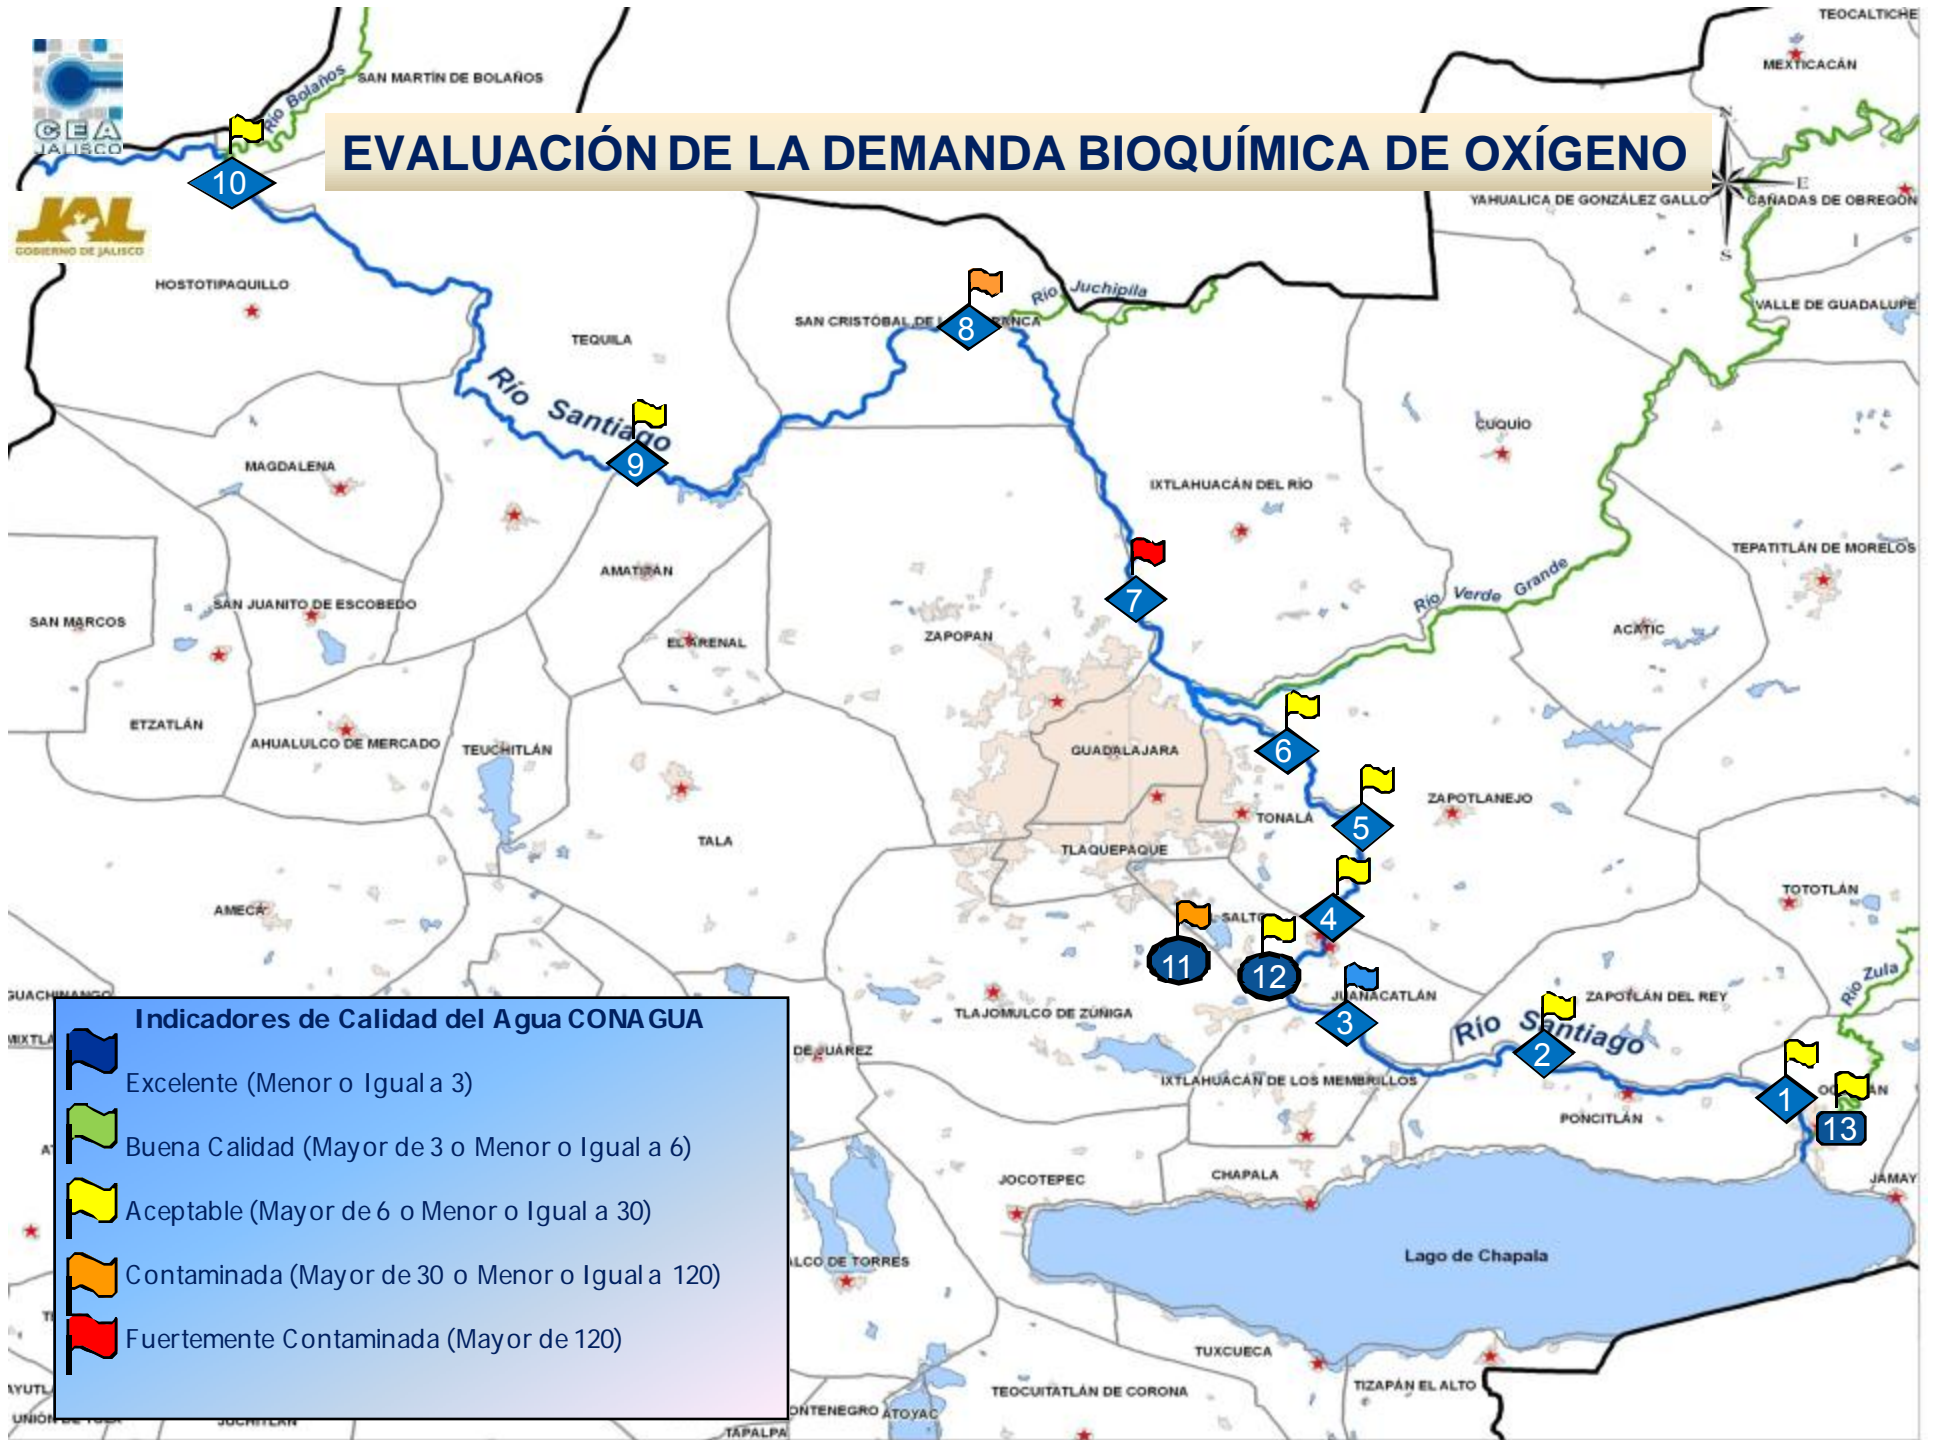 TEOCALTICHE
MEXTICACÁN
SAN MARTÍN DE BOLAÑOS
Río Bolaños
CEA
JALISCO
EVALUACIÓN DE LA DEMANDA BIOQUÍMICA DE OXÍGENO
N
E
S
10
JAL
GOBIERNO DE JALISCO
YAHUALICA DE GONZÁLEZ GALLO
CAÑADAS DE OBREGÓN
HOSTOTIPAQUILLO
Río Juchipila
VALLE DE GUADALUPE
SAN CRISTÓBAL DE
8
TEQUILA
Río Santiago
9
CUQUÍO
MAGDALENA
IXTLAHUACÁN DEL RÍO
TEPATITLÁN DE MORELOS
AMATITÁN
7
Río Verde Grande
SAN JUANITO DE ESCOBEDO
SAN MARCOS
ACATIC
ZAPOPAN
EL ARENAL
ETZATLÁN
AHUALULCO DE MERCADO
TEUCHITLÁN
GUADALAJARA
6
ZAPOTLANEJO
TONALÁ
5
TALA
TLAQUEPAQUE
TOTOTLÁN
AMECA
SALTO
4
11
12
Río Zula
GUACHINANGO
JUANACATLÁN
ZAPOTLÁN DEL REY
TLAJOMULCO DE ZÚÑIGA
3
Río Santiago
2
DE JUÁREZ
IXTLAHUACÁN DE LOS MEMBRILLOS
PONCITLÁN
1
13
Indicadores de Calidad del Agua CONAGUA
Excelente (Menor o Igual a 3)
Buena Calidad (Mayor de 3 o Menor o Igual a 6)
Aceptable (Mayor de 6 o Menor o Igual a 30)
Contaminada (Mayor de 30 o Menor o Igual a 120)
Fuertemente Contaminada (Mayor de 120)
JOCOTEPEC
CHAPALA
JAMAY
Lago de Chapala
ALCO DE TORRES
TUXCUECA
TEOCUITATLÁN DE CORONA
TIZAPÁN EL ALTO
ONTENEGRO
ATOYAC
TAPALPA